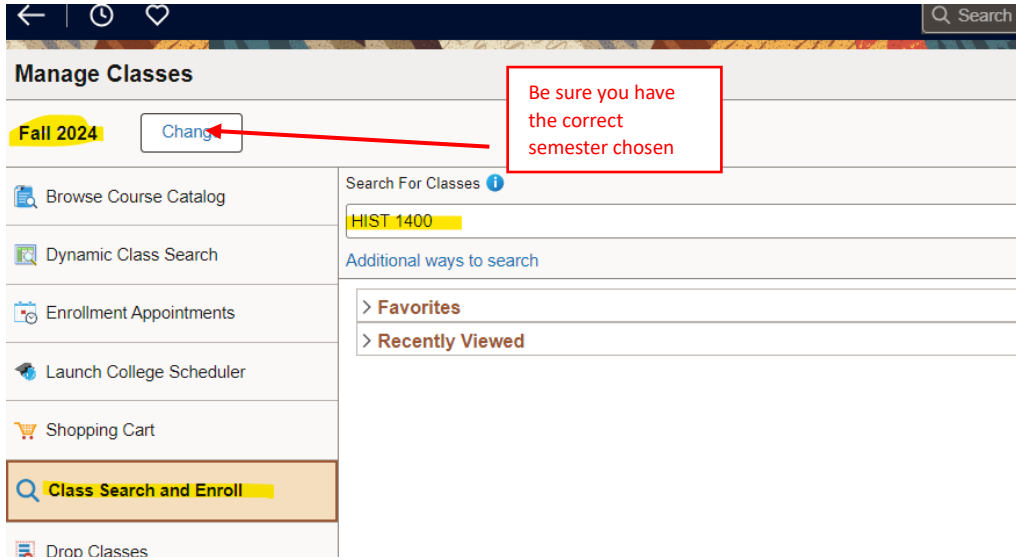 Search
Manage Classes
Be sure you have
the correct
semester chosen
Fall 2024
Chang
Browse Course Catalog
Dynamic Class Search
Enrollment Appointments
Launch College Scheduler
Shopping Cart
Class Search and Enroll
Drop Classes
Search For Classes
HIST 1400
Additional ways to search
> Favorites
> Recently Viewed